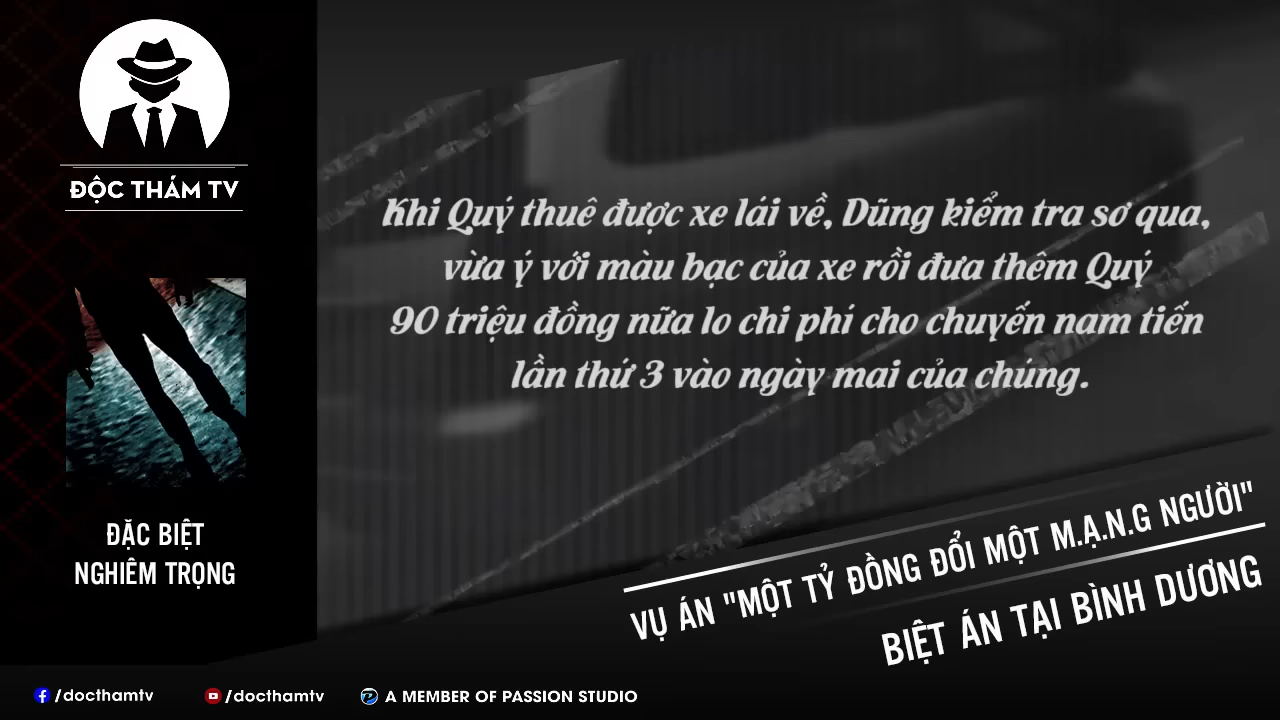 ĐỘC THÁM TV
Khi Quý thuê được xe lái về, Dũng kiểm tra sơ qua,
vừa ý với màu bạc của xe rồi đưa thêm Quý
90 triệu đồng nữa lo chi phí cho chuyến nam tiến
lần thứ 3 vào ngày mai của chúng.
ĐẶC BIỆT
NGHIÊM TRỌNG
VỤ ÁN "MỘT TỶ ĐỒNG ĐỔI MỘT M.Ạ.N.G NGƯỜI"
BIỆT ÁN TẠI BÌNH DƯƠNG
/docthamtv
/docthamtv
A MEMBER OF PASSION STUDIO